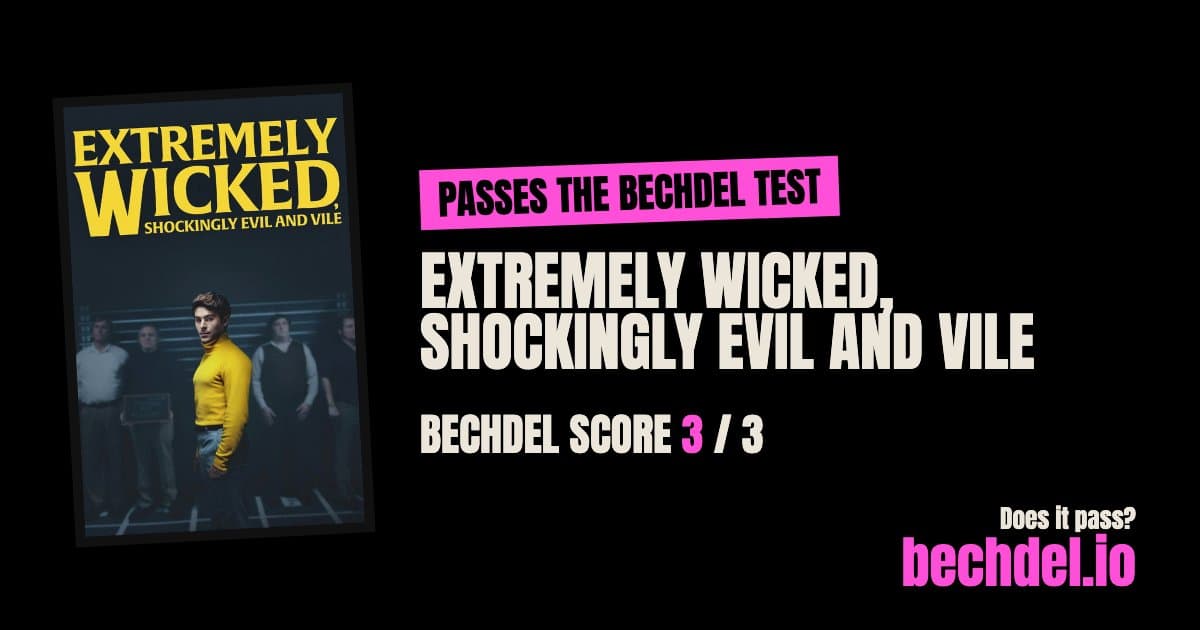 EXTREMELY
WICKED,
SHOCKINGLY EVIL AND VILE
PASSES THE BECHDEL TEST
EXTREMELY WICKED,
SHOCKINGLY EVIL AND VILE
BECHDEL SCORE 3 / 3
Does it pass?
bechdel.io